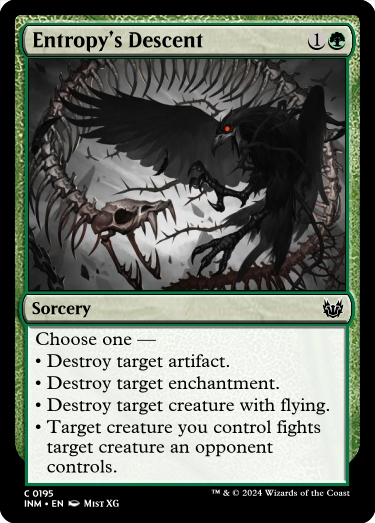 Entropy's Descent 1
Sorcery
Choose one —
• Destroy target artifact.
• Destroy target enchantment.
• Destroy target creature with flying.
• Target creature you control fights
target creature an opponent
controls.
C 0195
INM • EN Mist XG
™ & © 2024 Wizards of the Coast